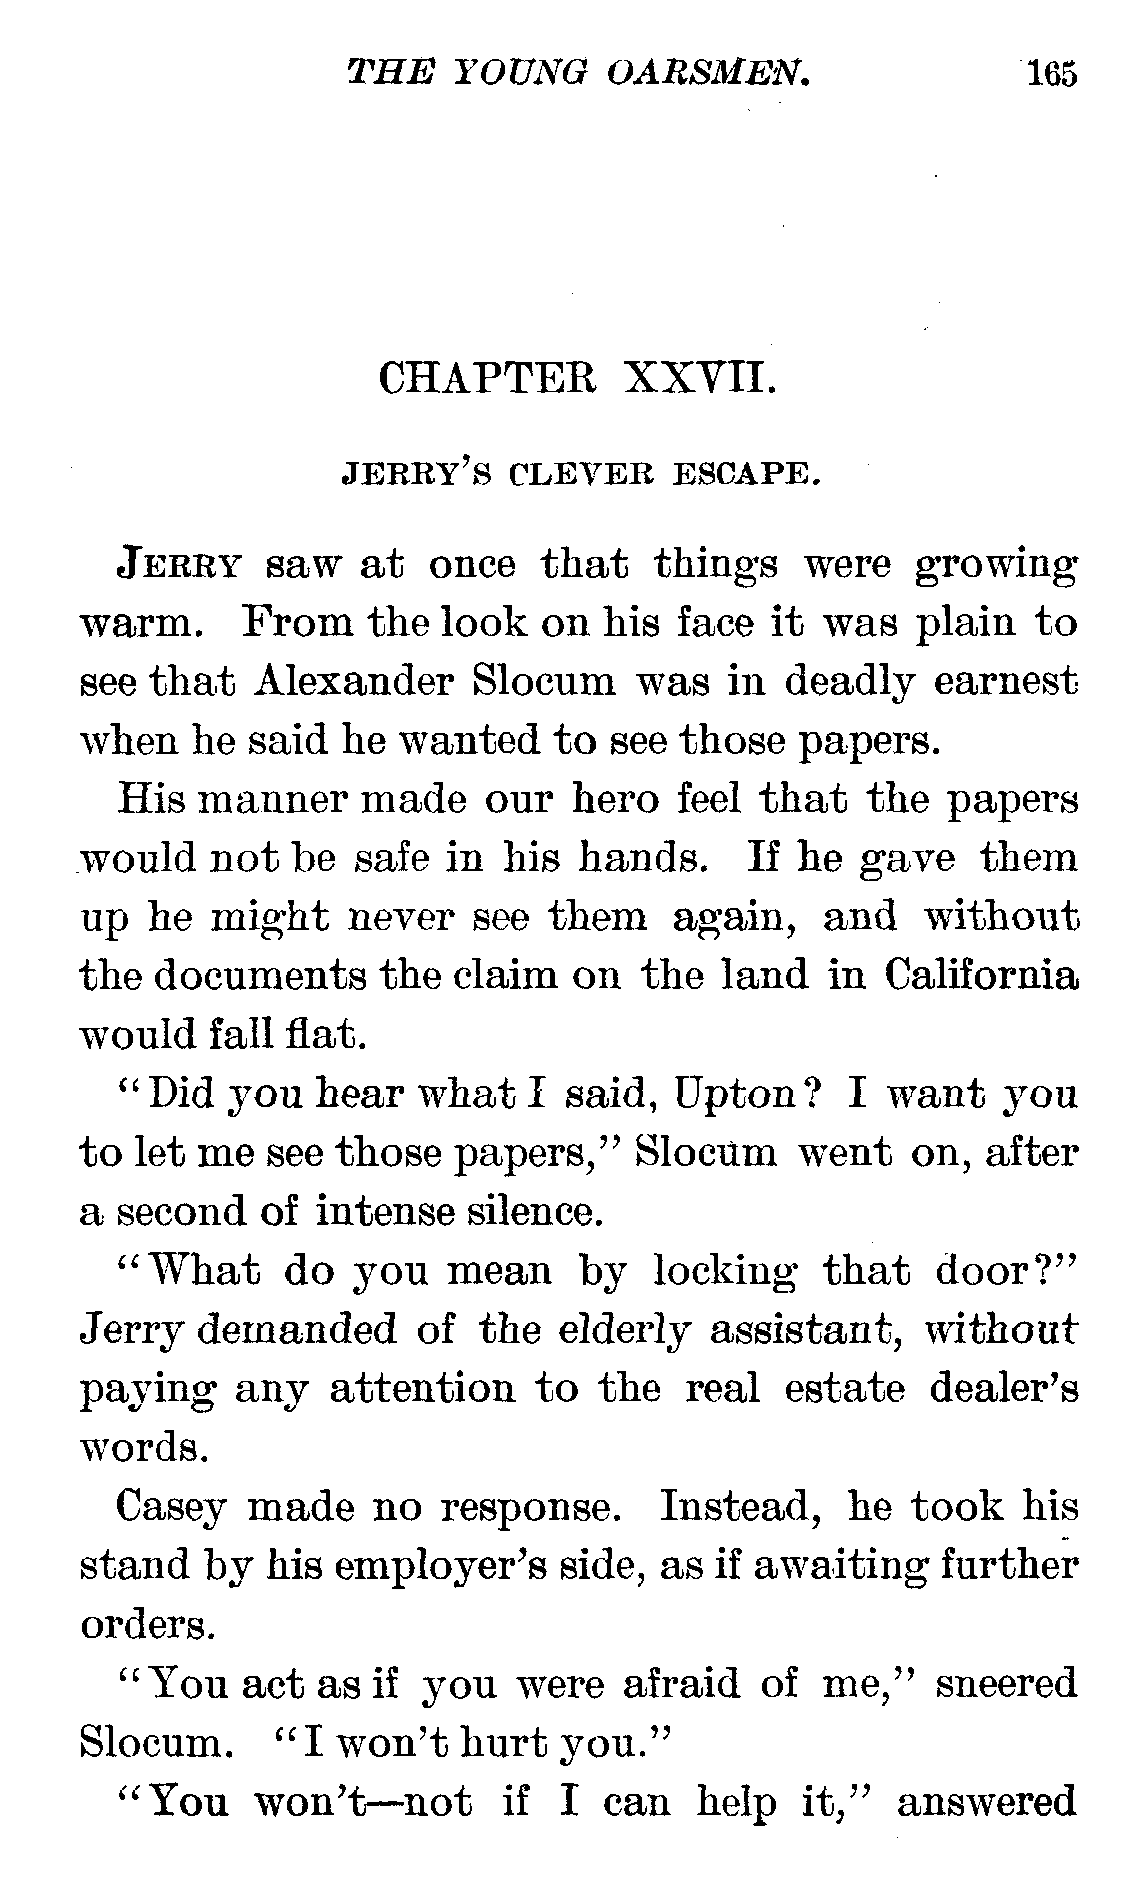 THE YOUNG OARSMEN. 165
CHAPTER XXVII.
JERRY'S CLEVER ESCAPE.
JERRY saw at once that things were growing
warm. From the look on his face it was plain to
see that Alexander Slocum was in deadly earnest
when he said he wanted to see those papers.
His manner made our hero feel that the papers
would not be safe in his hands. If he gave them
up he might never see them again, and without
the documents the claim on the land in California
would fall flat.
"Did you hear what I said, Upton? I want you
to let me see those papers," Slocum went on, after
a second of intense silence.
"What do you mean by locking that door?"
Jerry demanded of the elderly assistant, without
paying any attention to the real estate dealer's
words.
Casey made no response. Instead, he took his
stand by his employer's side, as if awaiting further
orders.
"You act as if you were afraid of me," sneered
Slocum. "I won't hurt you."
"You won't—not if I can help it," answered